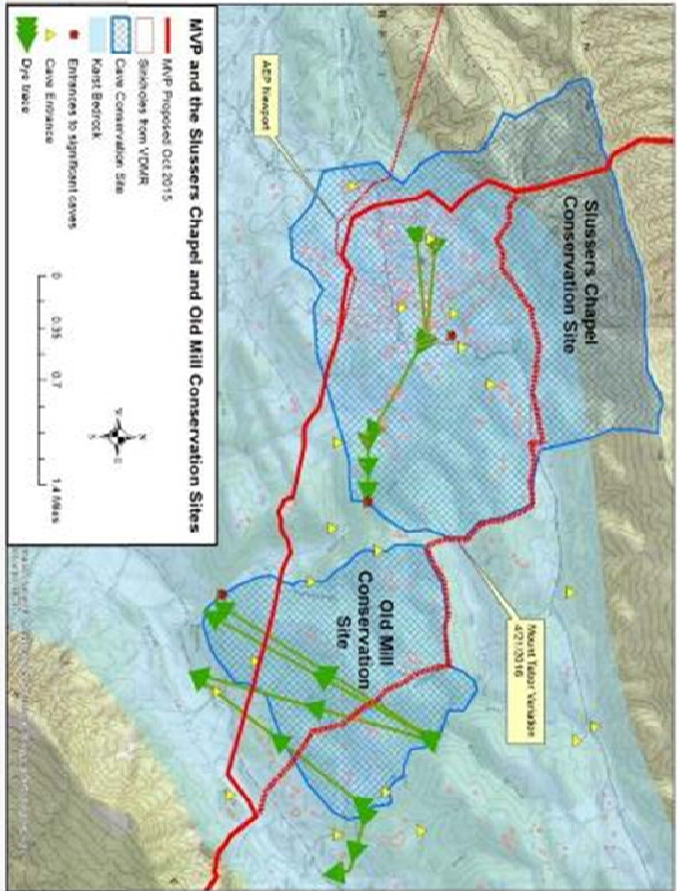 Slussers Chapel
Conservation Site
Old Mill
Conservation
Site
Mount Tabor Variation
4/21/2016
AEP Newport
MVP and the Slussers Chapel and Old Mill Conservation Sites
MVP Proposed Oct 2015
Sinkholes from VDMR
Cave Conservation Site
Karst Bedrock
Entrances to significant caves
Cave Entrance
Dye trace
0 0.35 0.7 1.4 Miles
N